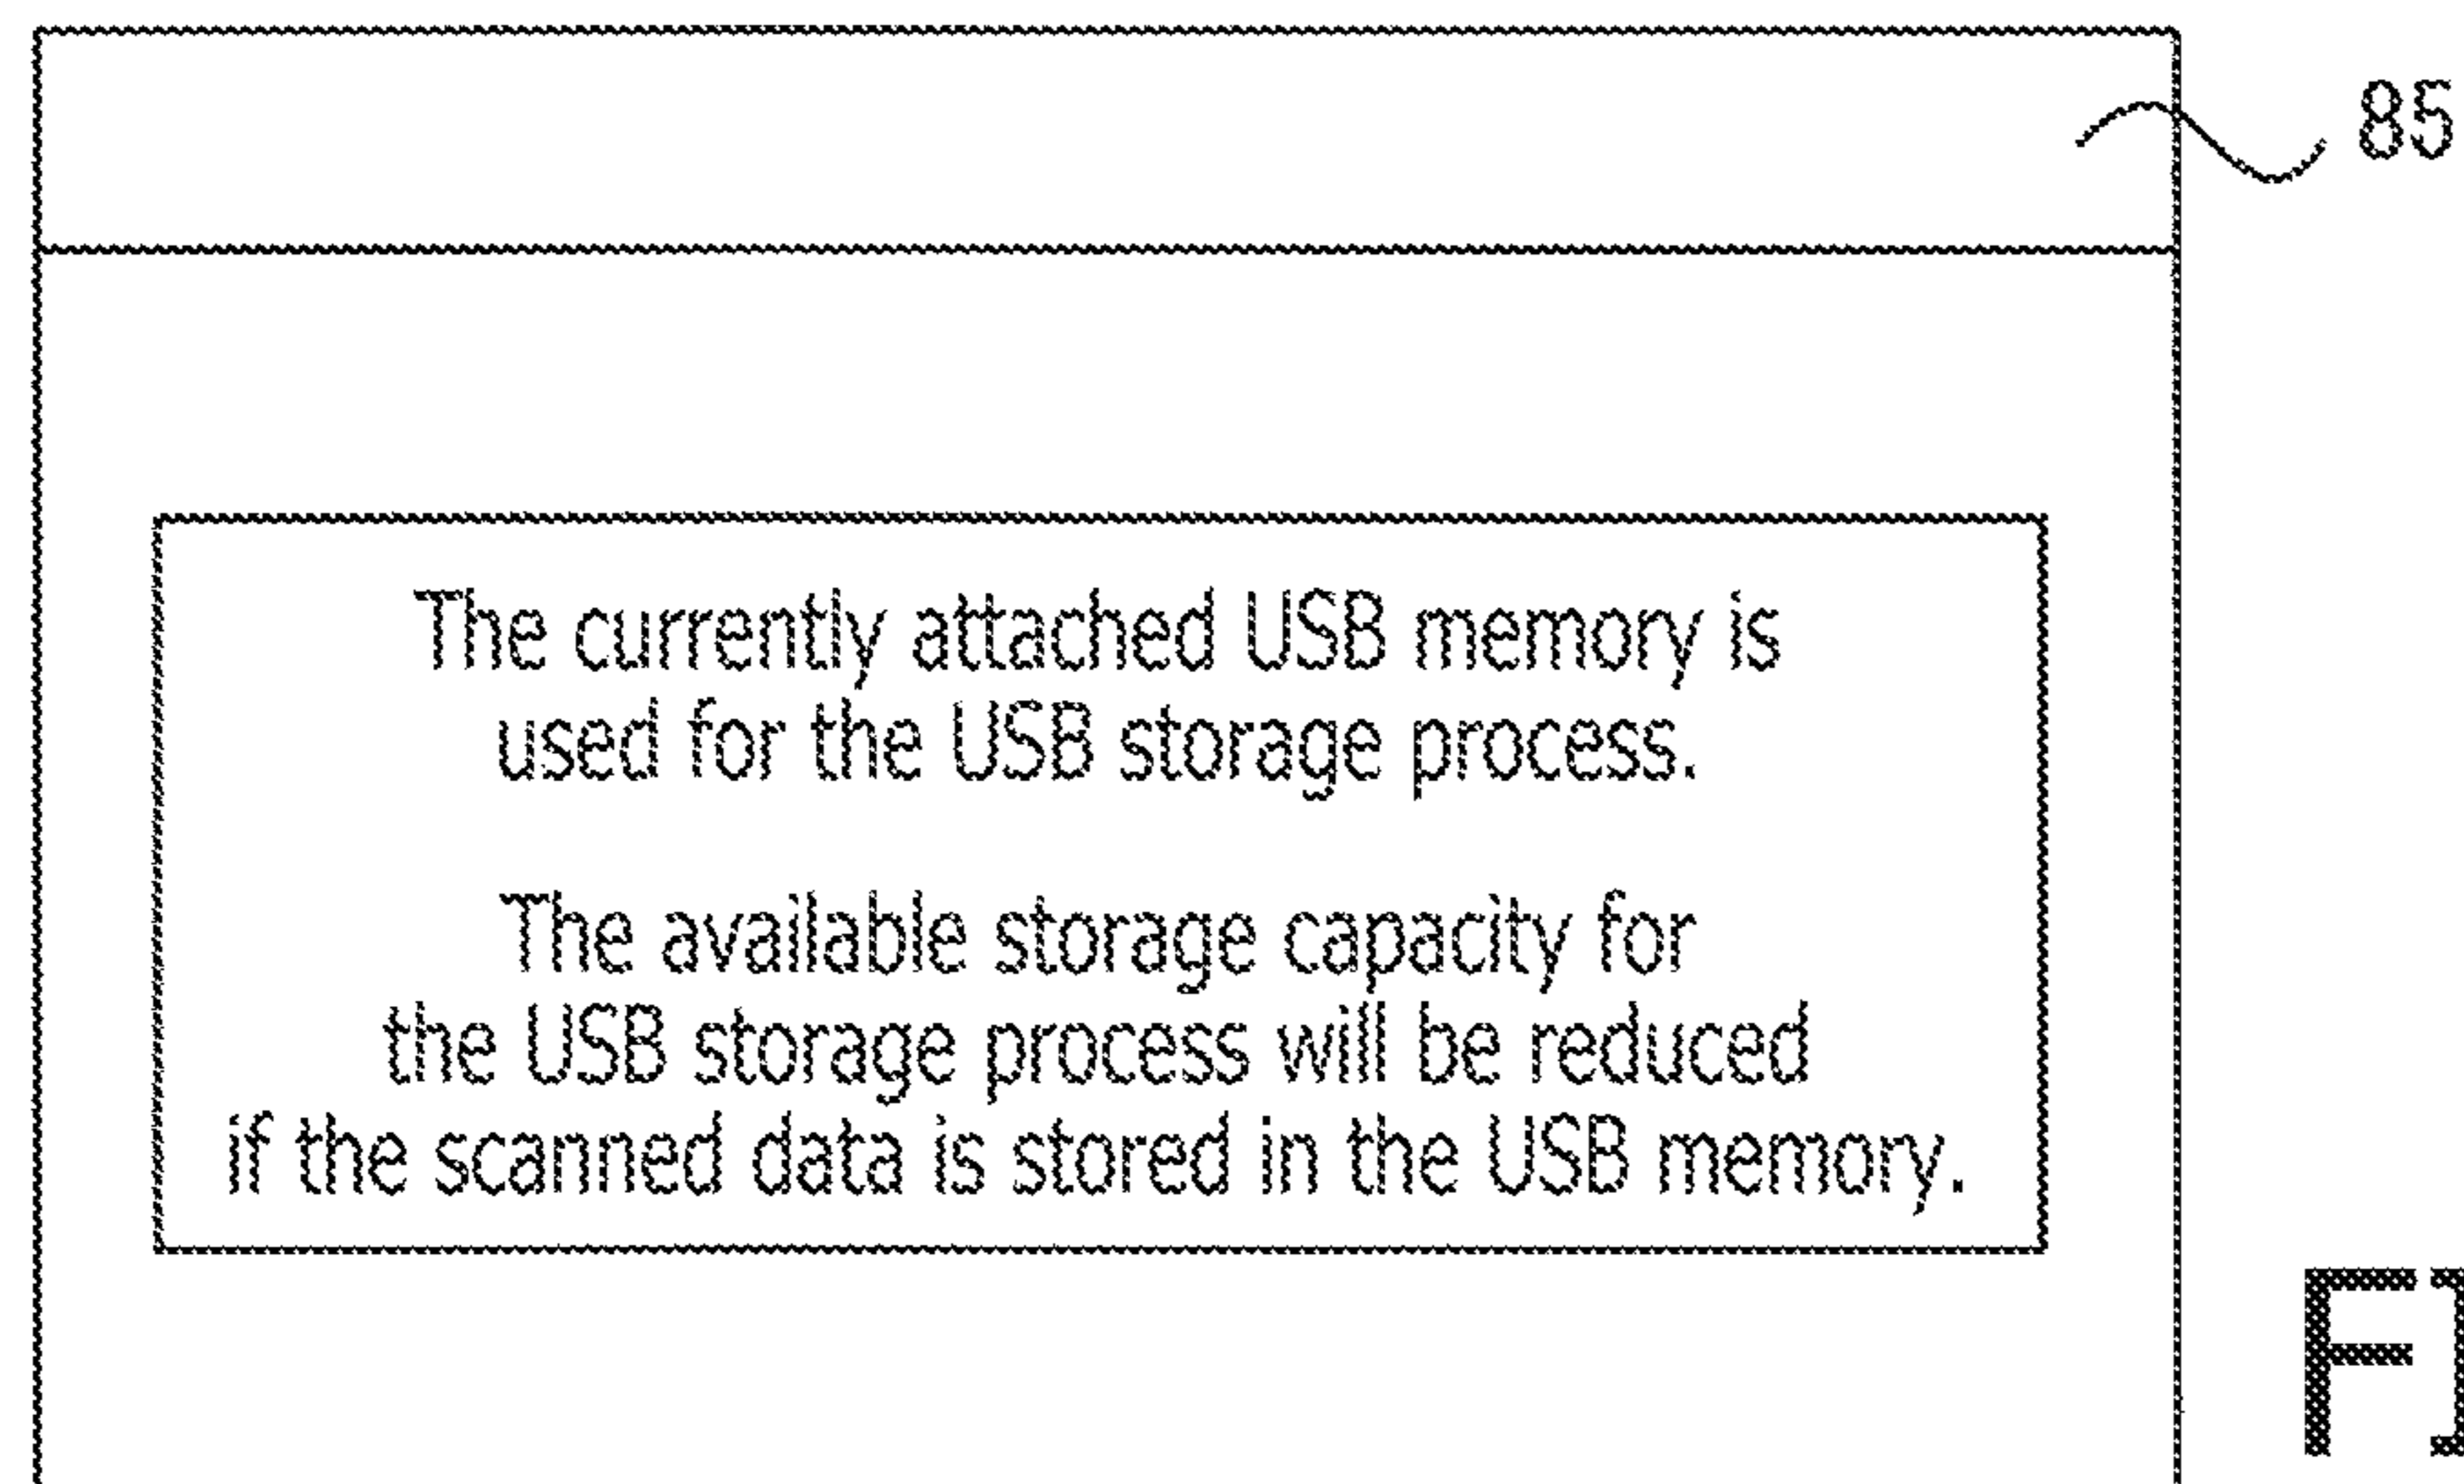 85
The currently attached USB memory is
used for the USB storage process.
The available storage capacity for
the USB storage process will be reduced
if the scanned data is stored in the USB memory.